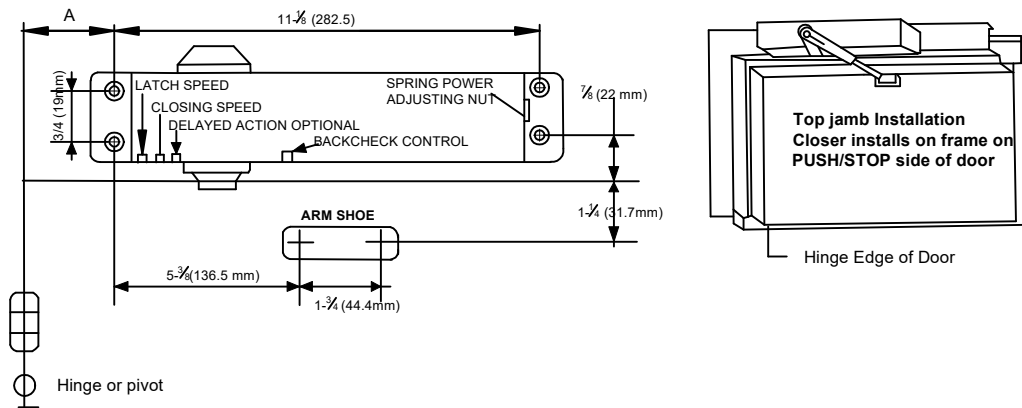 A
11-⅛ (282.5)
LATCH SPEED
CLOSING SPEED
DELAYED ACTION OPTIONAL
BACKCHECK CONTROL
SPRING POWER
ADJUSTING NUT
3/4 (19mm)
⅞ (22 mm)
1-¼ (31.7mm)
ARM SHOE
5-⅜(136.5 mm)
1-¾ (44.4mm)
Hinge or pivot
Top jamb Installation
Closer installs on frame on
PUSH/STOP side of door
Hinge Edge of Door